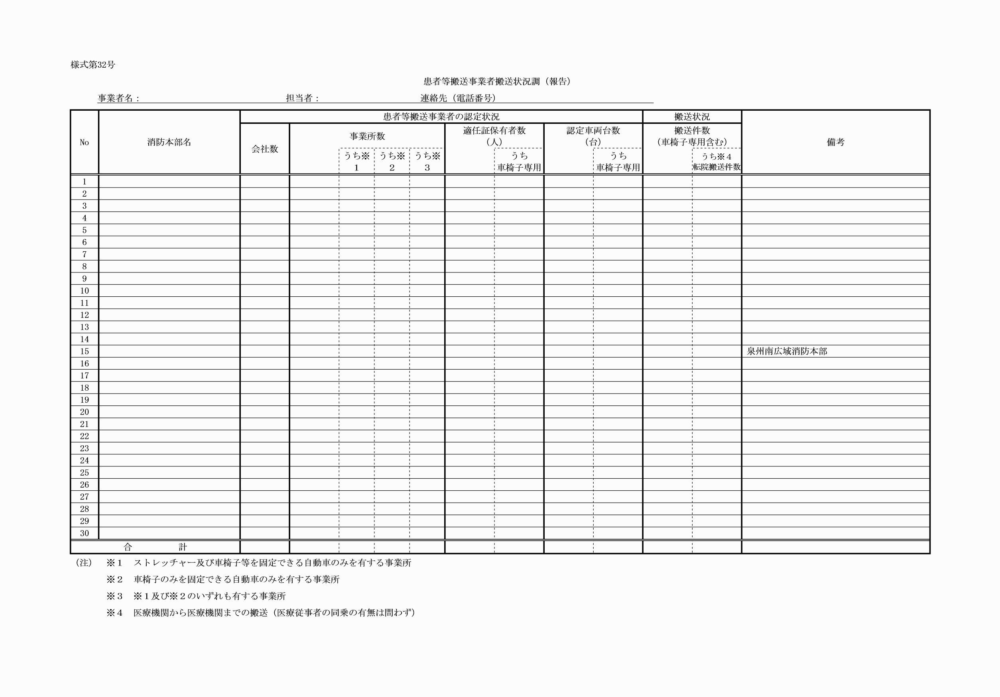 様式第32号
患者等搬送事業者搬送状況調（報告）
事業者名： 担当者： 連絡先（電話番号）
No 消防本部名 患者等搬送事業者の認定状況 搬送状況 備考
会社数 事業所数 適任証保有者数 認定車両台数 搬送件数
（人） （台） （車椅子専用含む）
うち※ うち※ うち※ うち うち うち※４
１ ２ ３ 車椅子専用 車椅子専用 転院搬送件数
1
2
3
4
5
6
7
8
9
10
11
12
13
14
15 泉州南広域消防本部
16
17
18
19
20
21
22
23
24
25
26
27
28
29
30
合 計
（注） ※１ ストレッチャー及び車椅子等を固定できる自動車のみを有する事業所
※２ 車椅子のみを固定できる自動車のみを有する事業所
※３ ※１及び※２のいずれも有する事業所
※４ 医療機関から医療機関までの搬送（医療従事者の同乗の有無は問わず）